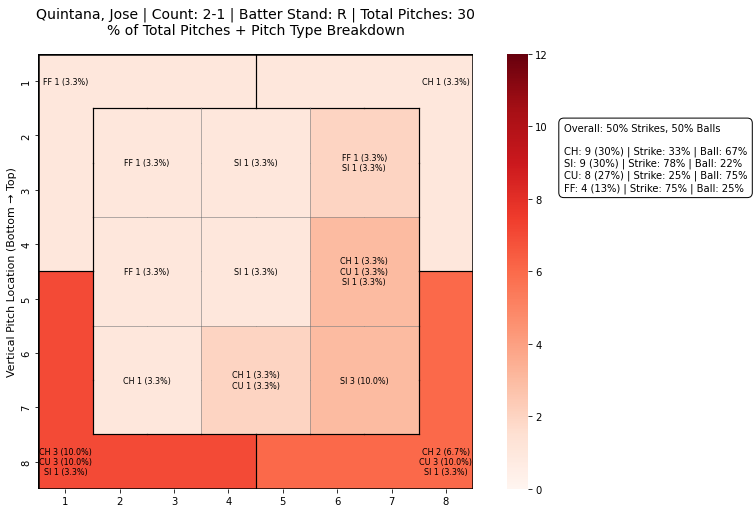 Quintana, Jose | Count: 2-1 | Batter Stand: R | Total Pitches: 30
% of Total Pitches + Pitch Type Breakdown
Vertical Pitch Location (Bottom → Top)
1
2
3
4
5
6
7
8
FF 1 (3.3%)
CH 1 (3.3%)
FF 1 (3.3%)
SI 1 (3.3%)
FF 1 (3.3%)
SI 1 (3.3%)
FF 1 (3.3%)
SI 1 (3.3%)
CH 1 (3.3%)
CU 1 (3.3%)
SI 1 (3.3%)
CH 1 (3.3%)
CH 1 (3.3%)
CU 1 (3.3%)
SI 3 (10.0%)
CH 3 (10.0%)
CU 3 (10.0%)
SI 1 (3.3%)
CH 2 (6.7%)
CU 3 (10.0%)
SI 1 (3.3%)
1
2
3
4
5
6
7
8
12
10
8
6
4
2
0
Overall: 50% Strikes, 50% Balls
CH: 9 (30%) | Strike: 33% | Ball: 67%
SI: 9 (30%) | Strike: 78% | Ball: 22%
CU: 8 (27%) | Strike: 25% | Ball: 75%
FF: 4 (13%) | Strike: 75% | Ball: 25%